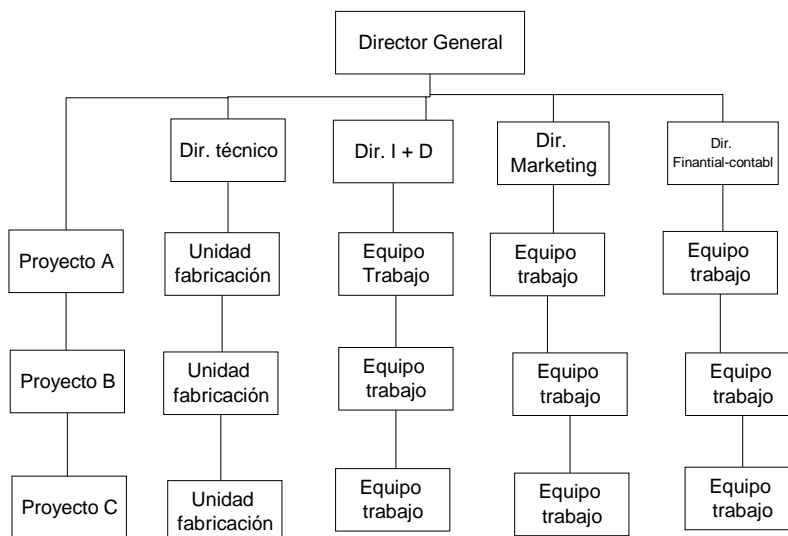 Director General
Dir. técnico
Dir. I + D
Dir.
Marketing
Dir.
Finantial-contabl
Proyecto A
Unidad
fabricación
Equipo
Trabajo
Equipo
trabajo
Equipo
trabajo
Proyecto B
Unidad
fabricación
Equipo
trabajo
Equipo
trabajo
Equipo
trabajo
Proyecto C
Unidad
fabricación
Equipo
trabajo
Equipo
trabajo
Equipo
trabajo